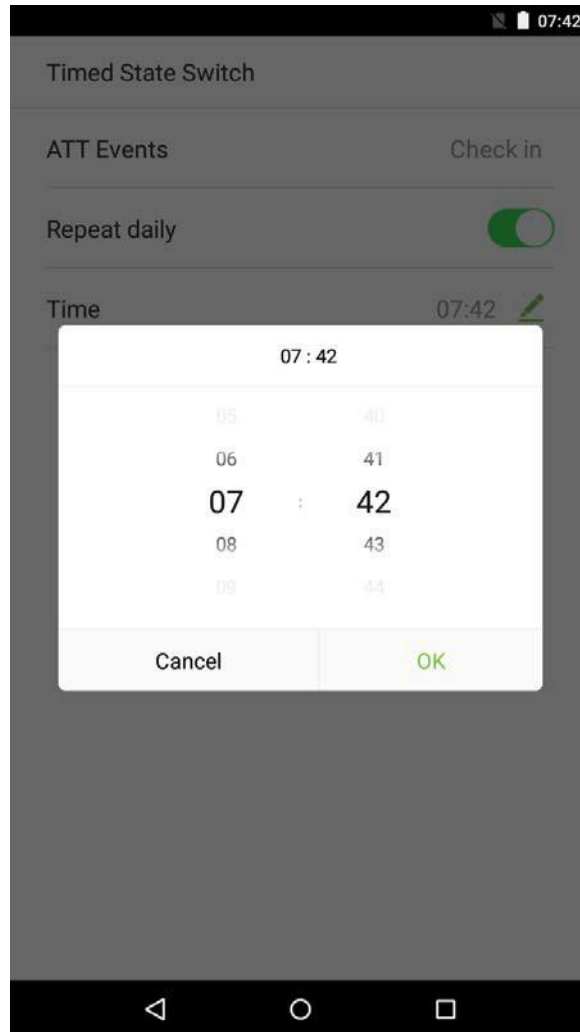 07:42
Timed State Switch
ATT Events Check in
Repeat daily
Time 07:42
07 : 42
05 40
06 41
07 : 42
08 43
09 44
Cancel OK